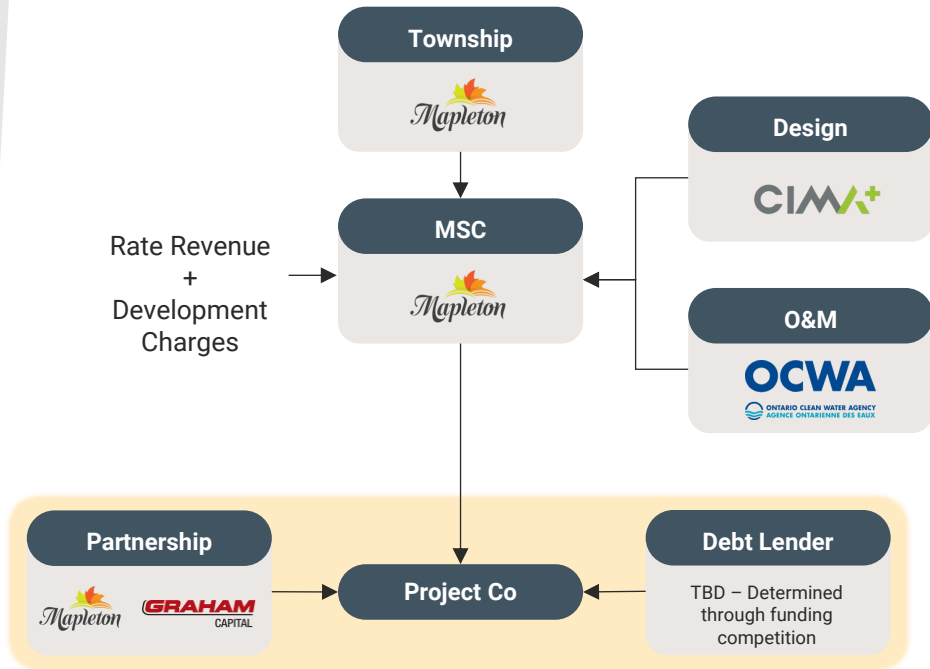 Township
Mapleton
Design
CIMA+
MSC
Mapleton
Rate Revenue
+
Development
Charges
O&M
OCWA
ONTARIO CLEAN WATER AGENCY
AGENCE ONTARIENNE DES EAUX
Partnership
Mapleton
GRAHAM
CAPITAL
Project Co
Debt Lender
TBD – Determined
through funding
competition